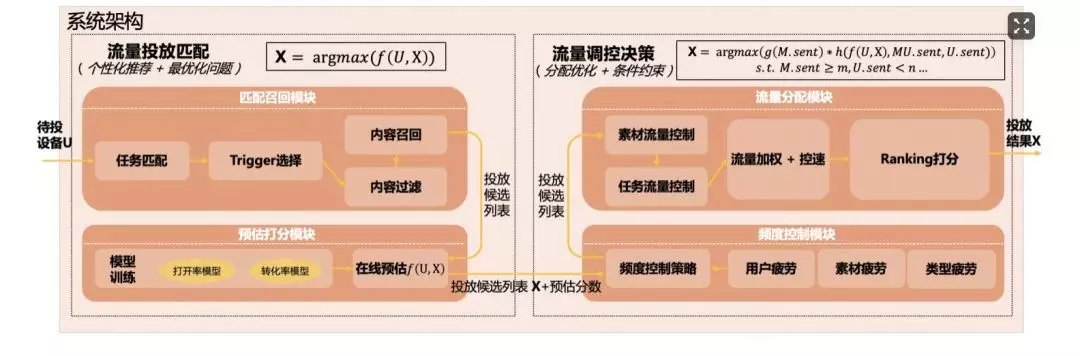 系统架构
流量投放匹配
（个性化推荐 + 最优化问题）
X = argmax(f(U,X))
匹配召回模块
待投
设备U
任务匹配
Trigger选择
内容召回
内容过滤
投放
候选
列表
预估打分模块
模型
训练
打开率模型
转化率模型
在线预估f(U,X)
投放候选列表 X+预估分数
流量调控决策
（分配优化 + 条件约束）
X = argmax(g(M.sent) * h(f(U,X),MU.sent,U.sent))
s.t. M.sent ≥ m,U.sent < n ...
流量分配模块
素材流量控制
任务流量控制
流量加权 + 控速
Ranking打分
投放
结果X
投放
候选
列表
频度控制模块
频度控制策略
用户疲劳
素材疲劳
类型疲劳